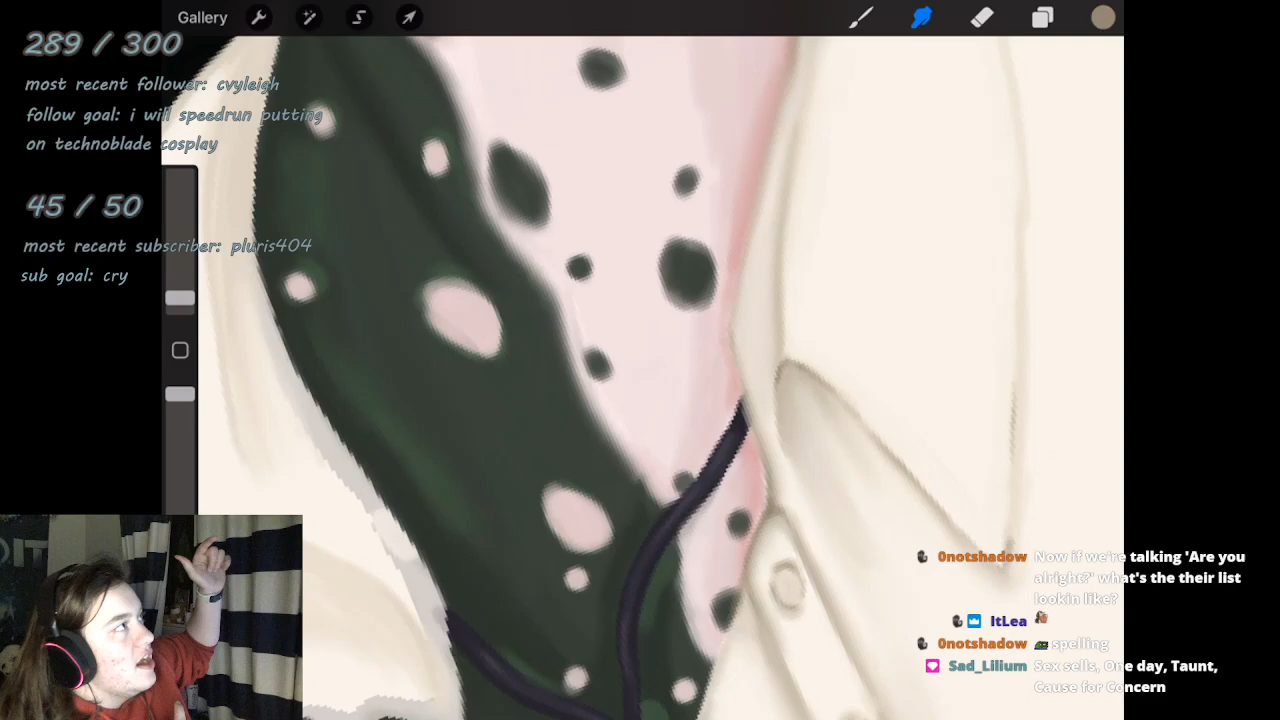 Gallery
289 / 300
most recent follower: cvyleigh
follow goal: i will speedrun putting
on technoblade cosplay
45 / 50
most recent subscriber: pluris404
sub goal: cry
0notshadow Now if we're talking 'Are you
alright?' what's the their list
lookin like?
ItLea
0notshadow spelling
Sad_Lilium Sex sells, One day, Taunt,
Cause for Concern